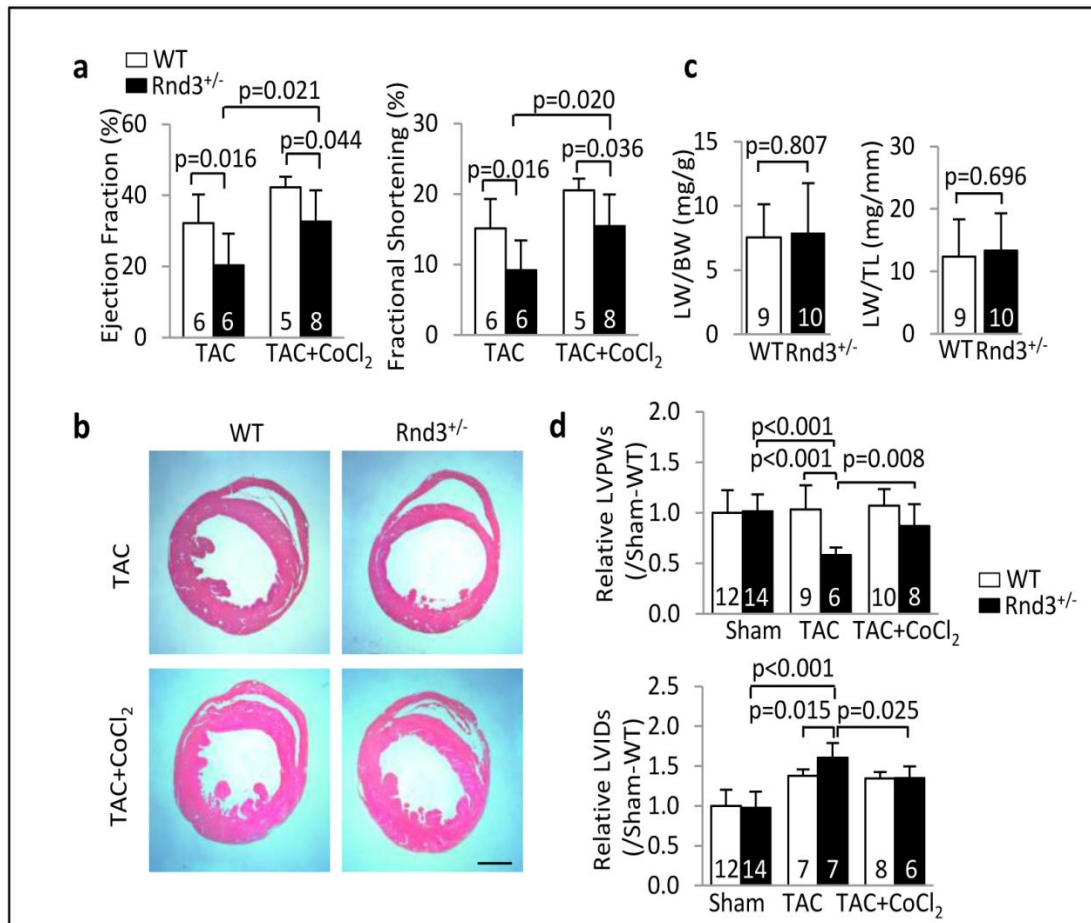 a
WT
Rnd3+/-
p=0.021
p=0.044
p=0.016
Ejection Fraction (%)
60
40
20
0
6 6 5 8
TAC TAC+CoCl2
p=0.020
p=0.036
p=0.016
Fractional Shortening (%)
30
20
10
0
6 6 5 8
TAC TAC+CoCl2
c
p=0.807
LW/BW (mg/g)
15
10
5
0
9 10
WT Rnd3+/-
p=0.696
LW/TL (mg/mm)
30
20
10
0
9 10
WT Rnd3+/-
b
WT Rnd3+/-
TAC
TAC+CoCl2
d
p<0.001
p<0.001 p=0.008
Relative LVPWs
(/Sham-WT)
2.0
1.5
1.0
0.5
0.0
12 14 9 6 10 8
Sham TAC TAC+CoCl2
WT
Rnd3+/-
p<0.001
p=0.015 p=0.025
Relative LVIDs
(/Sham-WT)
2.5
2.0
1.5
1.0
0.5
0.0
12 14 7 7 8 6
Sham TAC TAC+CoCl2